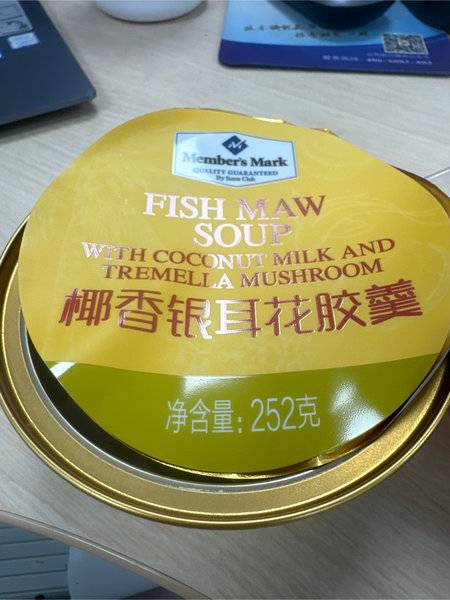 Member's Mark
QUALITY GUARANTEED
By Sam's Club
FISH MAW
SOUP
WITH COCONUT MILK AND
TREMELLA MUSHROOM
椰香银耳花胶羹
净含量:252克